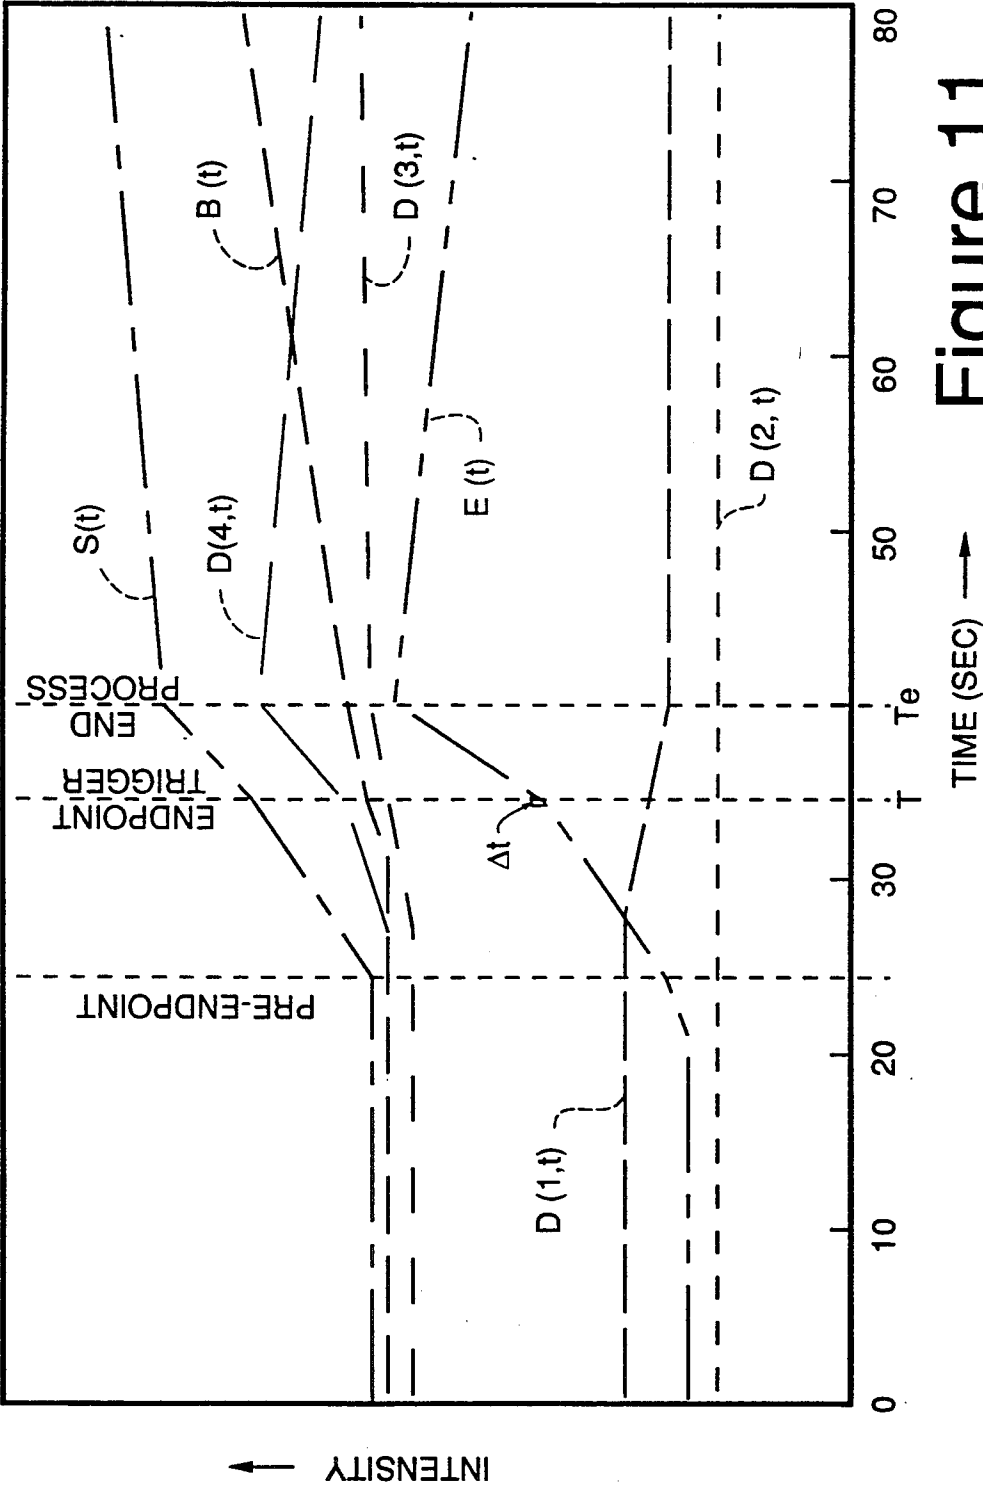 S(t)
B (t)
D(4,t)
D (3,t)
E (t)
PRE-ENDPOINT
ENDPOINT
TRIGGER
END
PROCESS
Δt
D (1,t)
D (2, t)
INTENSITY
0
10
20
30
T
Te
50
60
70
80
TIME (SEC)
Figure 11